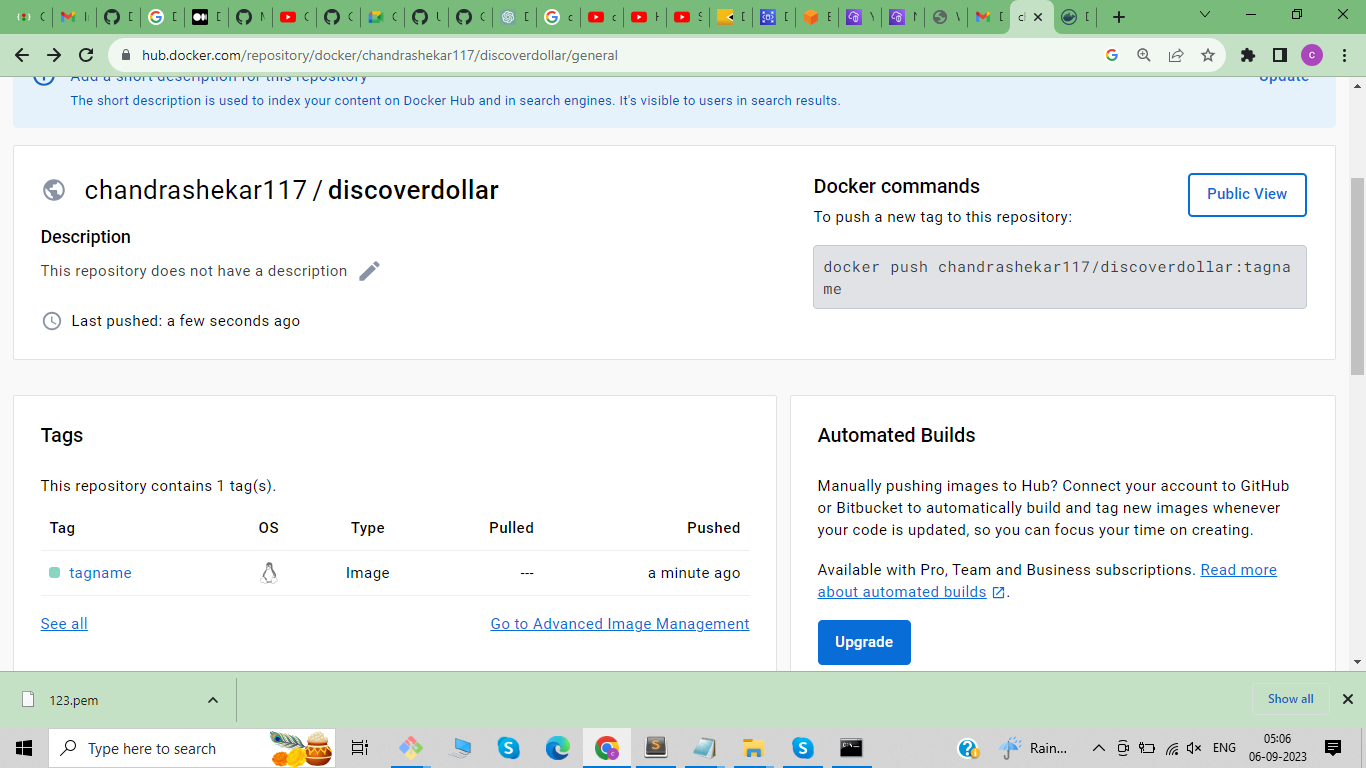 hub.docker.com/repository/docker/chandrashekar117/discoverdollar/general
Add a short description for this repository
Update
The short description is used to index your content on Docker Hub and in search engines. It's visible to users in search results.
chandrashekar117 / discoverdollar
Description
This repository does not have a description
Last pushed: a few seconds ago
Docker commands
Public View
To push a new tag to this repository:
docker push chandrashekar117/discoverdollar:tagna
me
Tags
This repository contains 1 tag(s).
Tag OS Type Pulled Pushed
tagname Image --- a minute ago
See all
Go to Advanced Image Management
Automated Builds
Manually pushing images to Hub? Connect your account to GitHub
or Bitbucket to automatically build and tag new images whenever
your code is updated, so you can focus your time on creating.
Available with Pro, Team and Business subscriptions. Read more
about automated builds .
Upgrade
123.pem
Show all
Type here to search
Rain...
ENG
05:06
06-09-2023